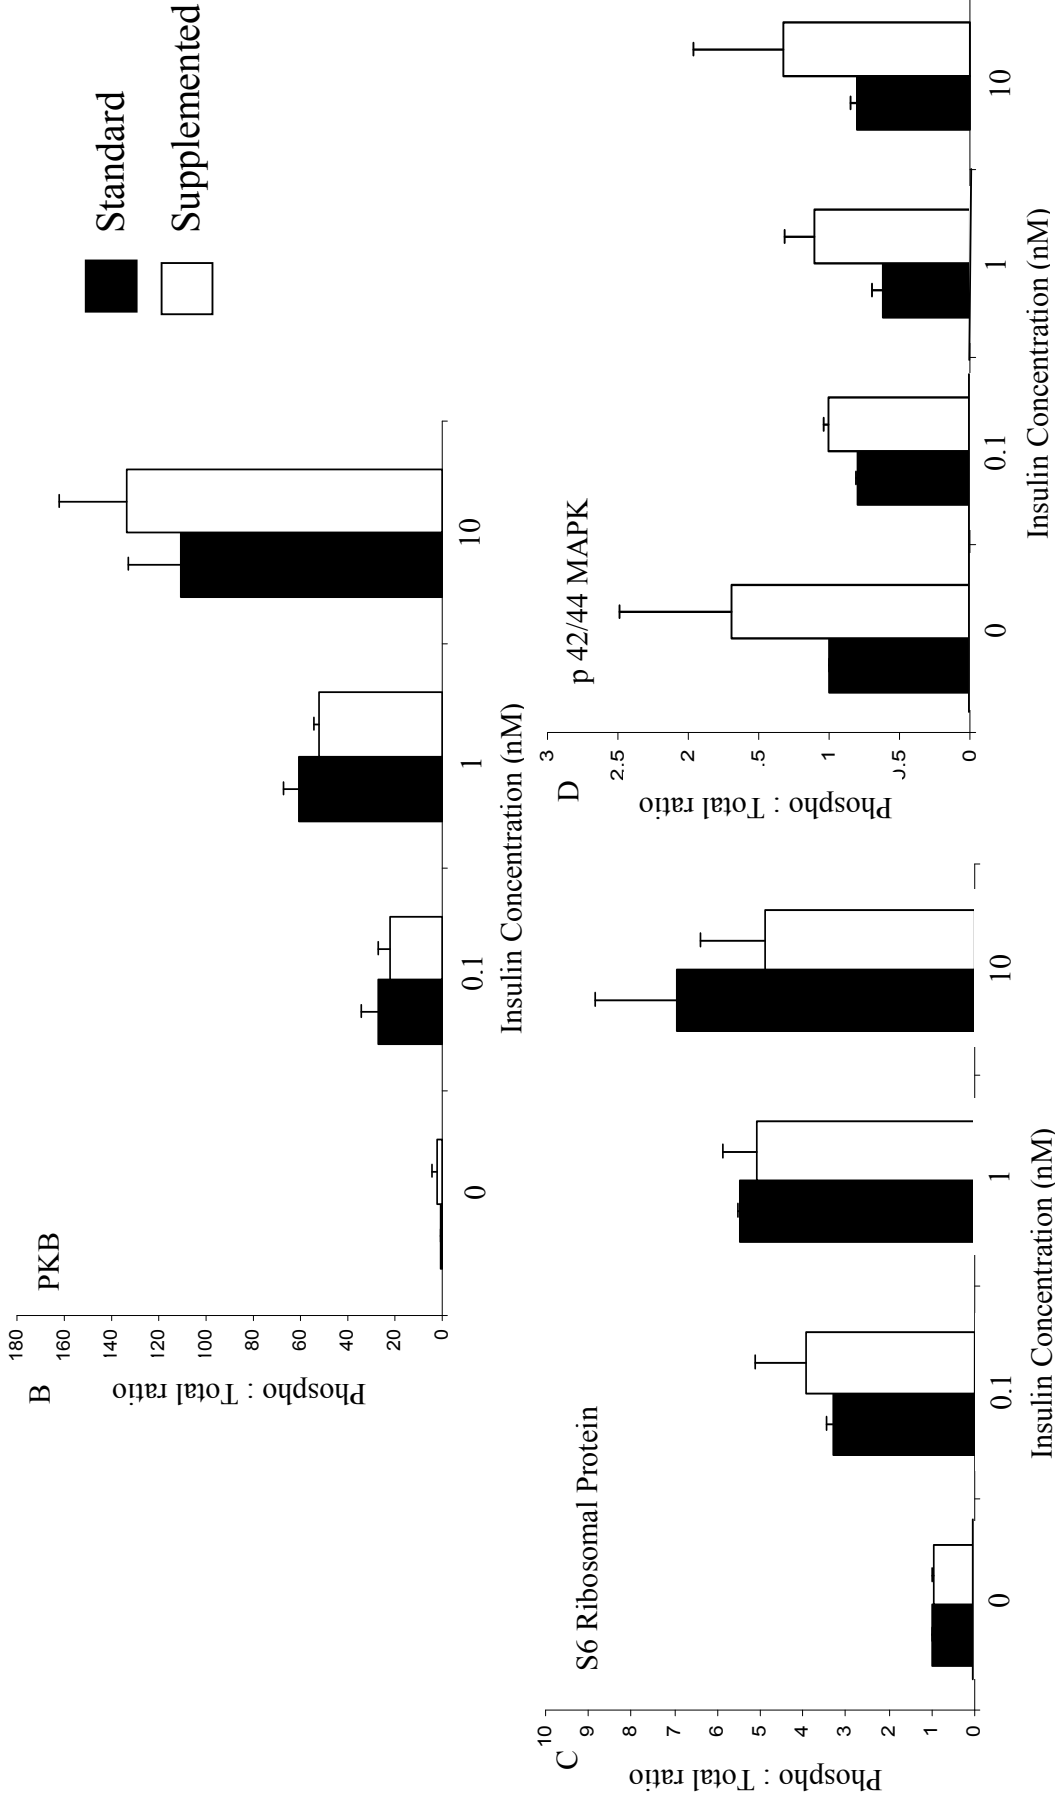 Standard
Supplemented
B
PKB
Phospho : Total ratio
180
160
140
120
100
80
60
40
20
0
0
0.1
1
10
Insulin Concentration (nM)
C
S6 Ribosomal Protein
Phospho : Total ratio
10
9
8
7
6
5
4
3
2
1
0
0
0.1
1
10
Insulin Concentration (nM)
D
p 42/44 MAPK
Phospho : Total ratio
3
2.5
2
.5
1
0
0
0.1
1
10
Insulin Concentration (nM)